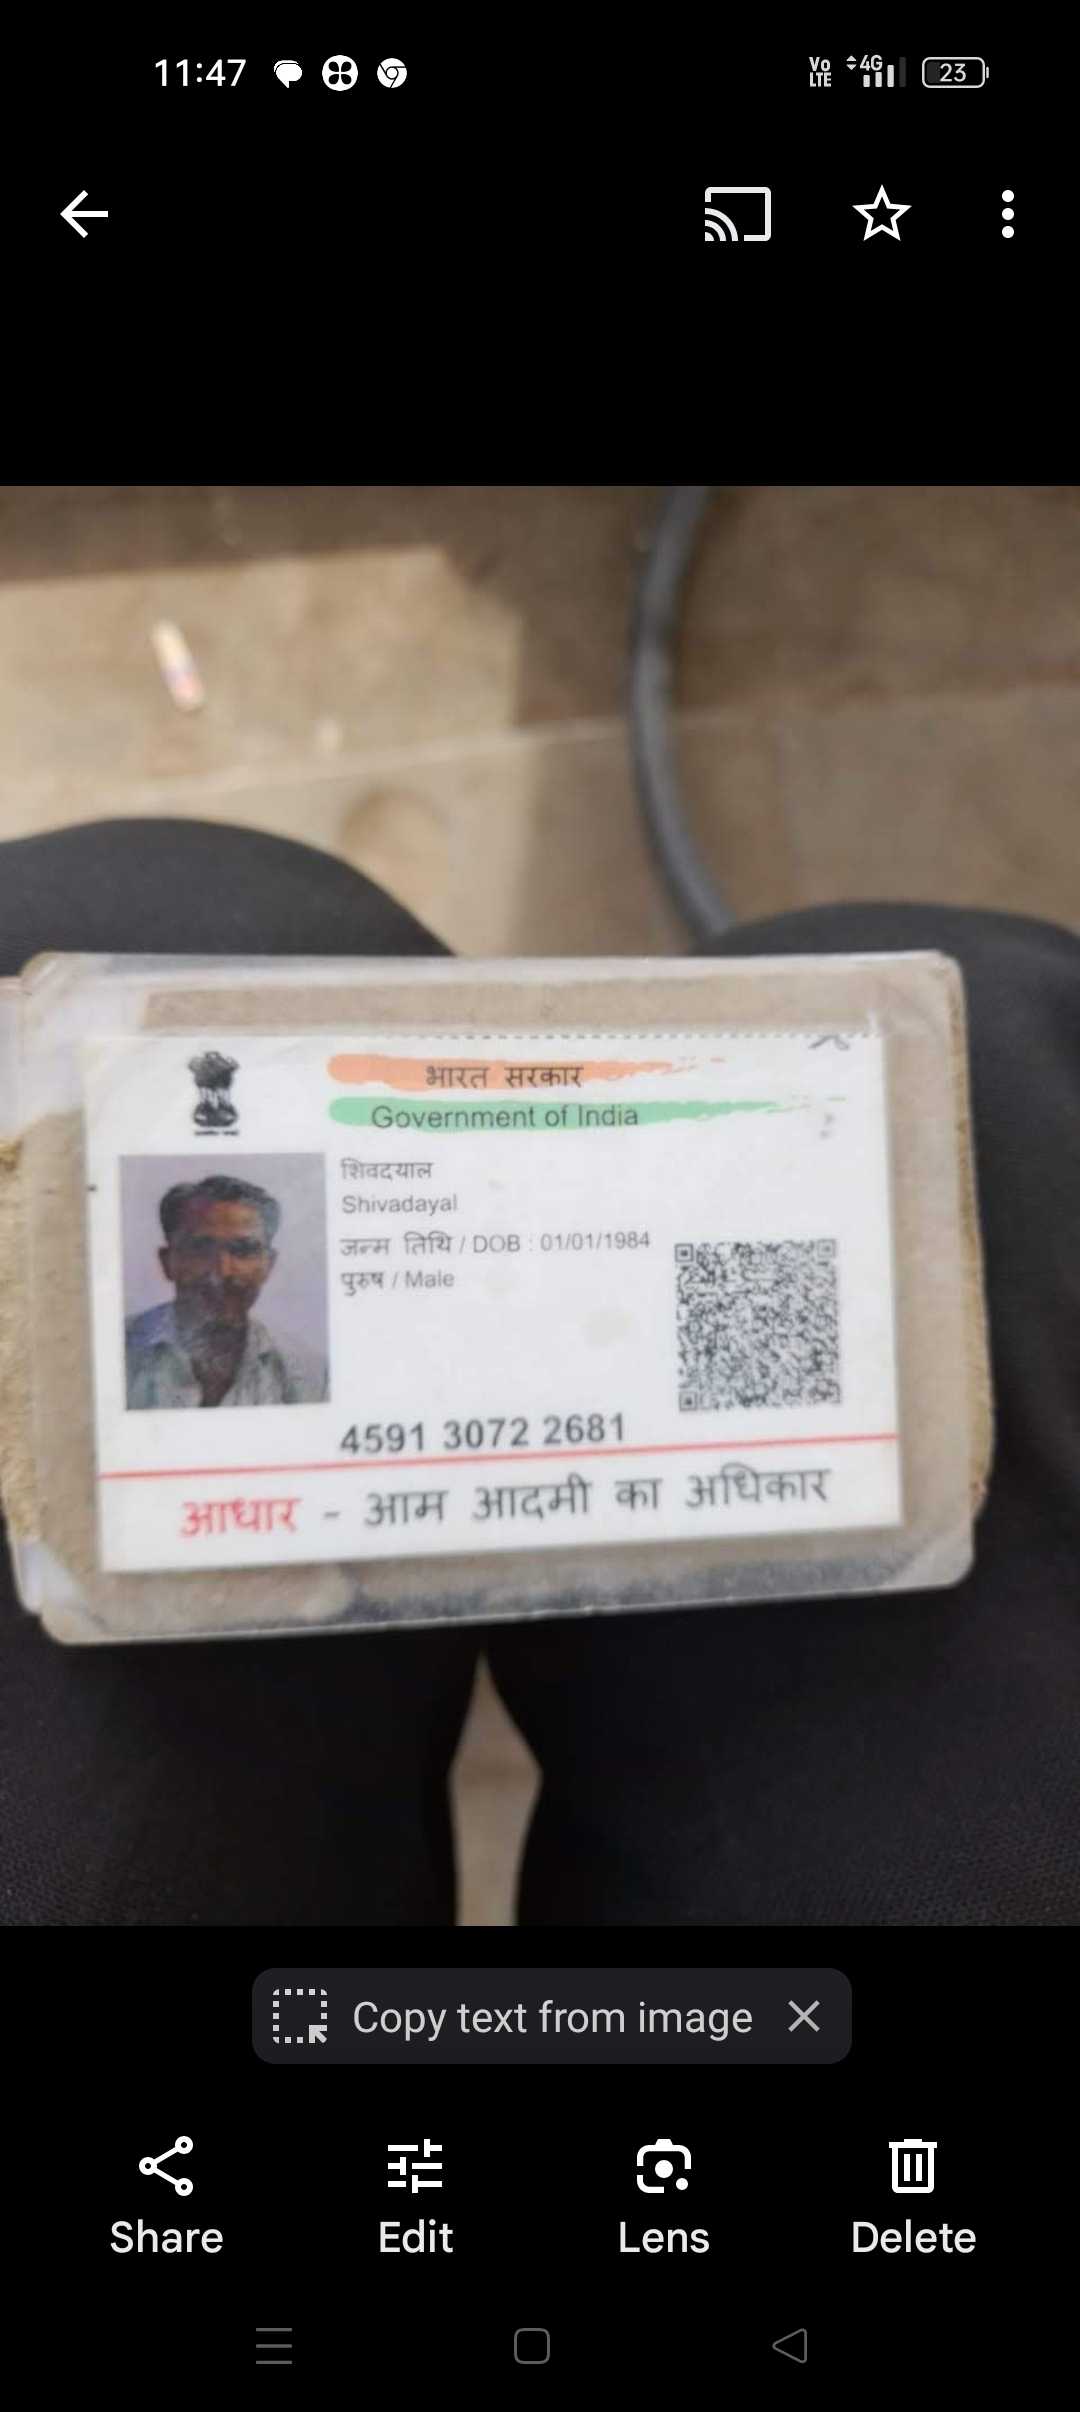 11:47
Vo LTE 4G 23
भारत सरकार
Government of India
शिवदयाल
Shivadayal
जन्म तिथि / DOB : 01/01/1984
पुरुष / Male
4591 3072 2681
आधार - आम आदमी का अधिकार
Copy text from image
Share Edit Lens Delete